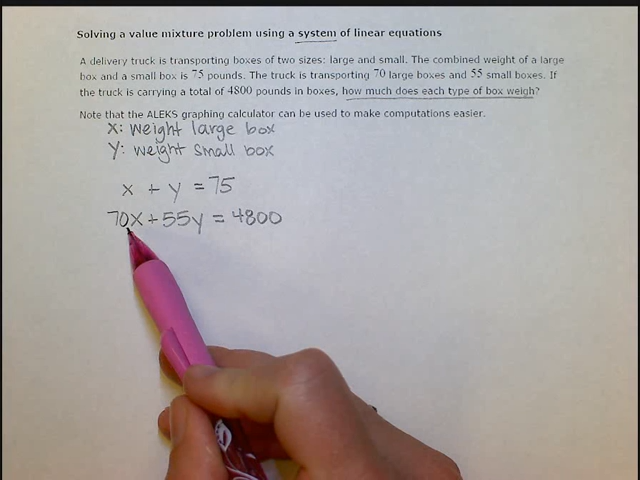 Solving a value mixture problem using a system of linear equations
A delivery truck is transporting boxes of two sizes: large and small. The combined weight of a large
box and a small box is 75 pounds. The truck is transporting 70 large boxes and 55 small boxes. If
the truck is carrying a total of 4800 pounds in boxes, how much does each type of box weigh?
Note that the ALEKS graphing calculator can be used to make computations easier.
X: weight large box
Y: weight small box
x + y = 75
70x + 55y = 4800